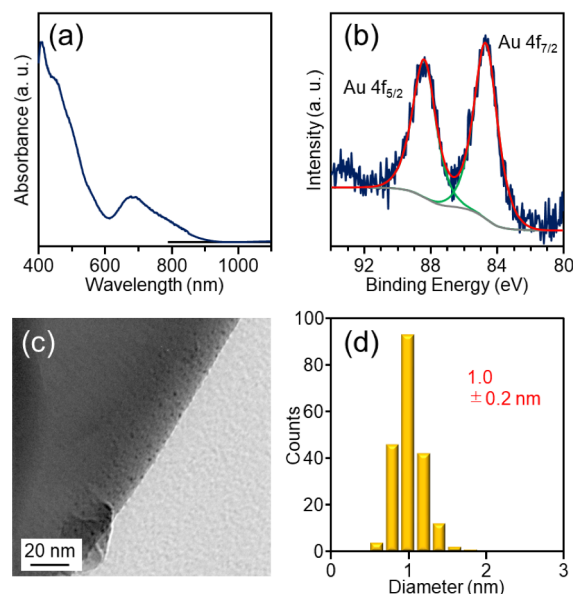 (a)
Absorbance (a. u.)
400 600 800 1000
Wavelength (nm)
(b)
Au 4f7/2
Au 4f5/2
Intensity (a. u.)
92 88 84 80
Binding Energy (eV)
(c)
20 nm
(d)
100
80
60
40
20
0
Counts
1.0
±0.2 nm
0 1 2 3
Diameter (nm)